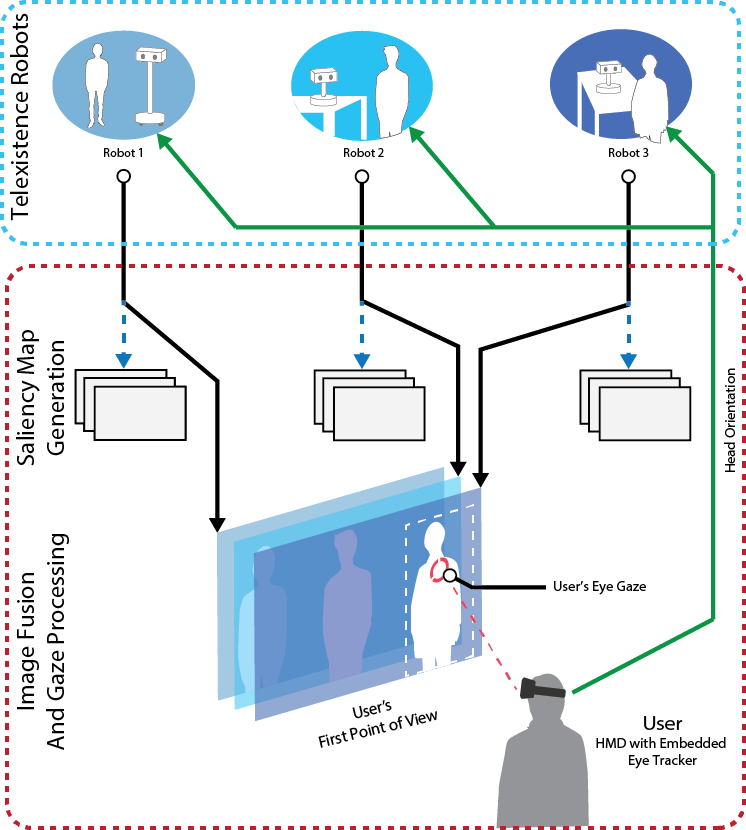 Telexistence Robots
Robot 1
Robot 2
Robot 3
Saliency Map
Generation
Head Orientation
Image Fusion
And Gaze Processing
User's Eye Gaze
User's
First Point of View
User
HMD with Embedded
Eye Tracker